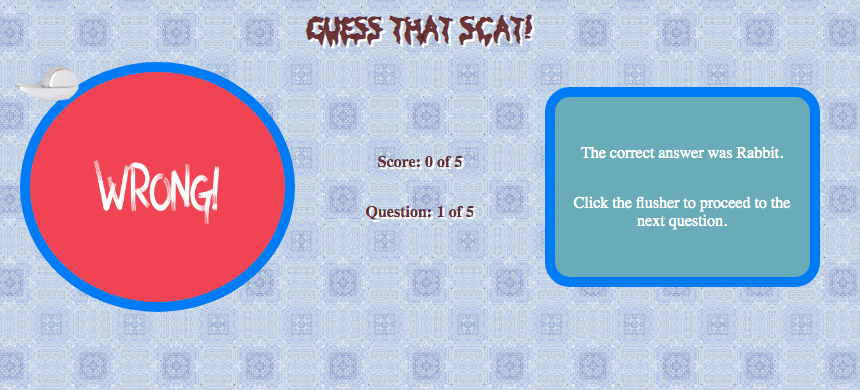 GUESS THAT SCAT!
WRONG!
Score: 0 of 5
Question: 1 of 5
The correct answer was Rabbit.
Click the flusher to proceed to the
next question.